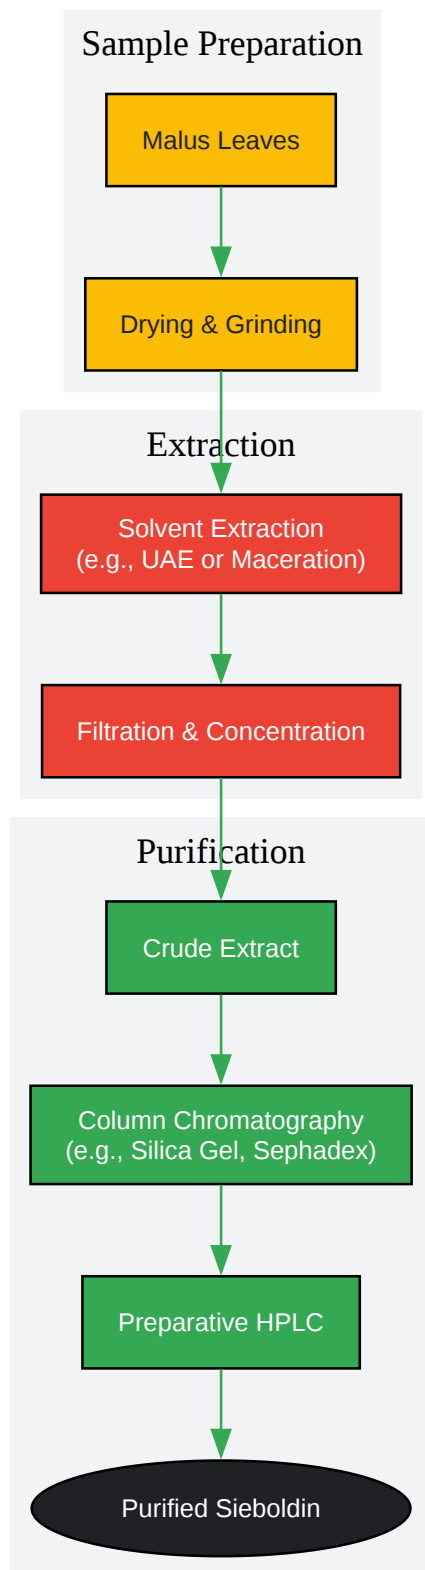 Sample Preparation
Malus Leaves
Drying & Grinding
Extraction
Solvent Extraction
(e.g., UAE or Maceration)
Filtration & Concentration
Purification
Crude Extract
Column Chromatography
(e.g., Silica Gel, Sephadex)
Preparative HPLC
Purified Sieboldin